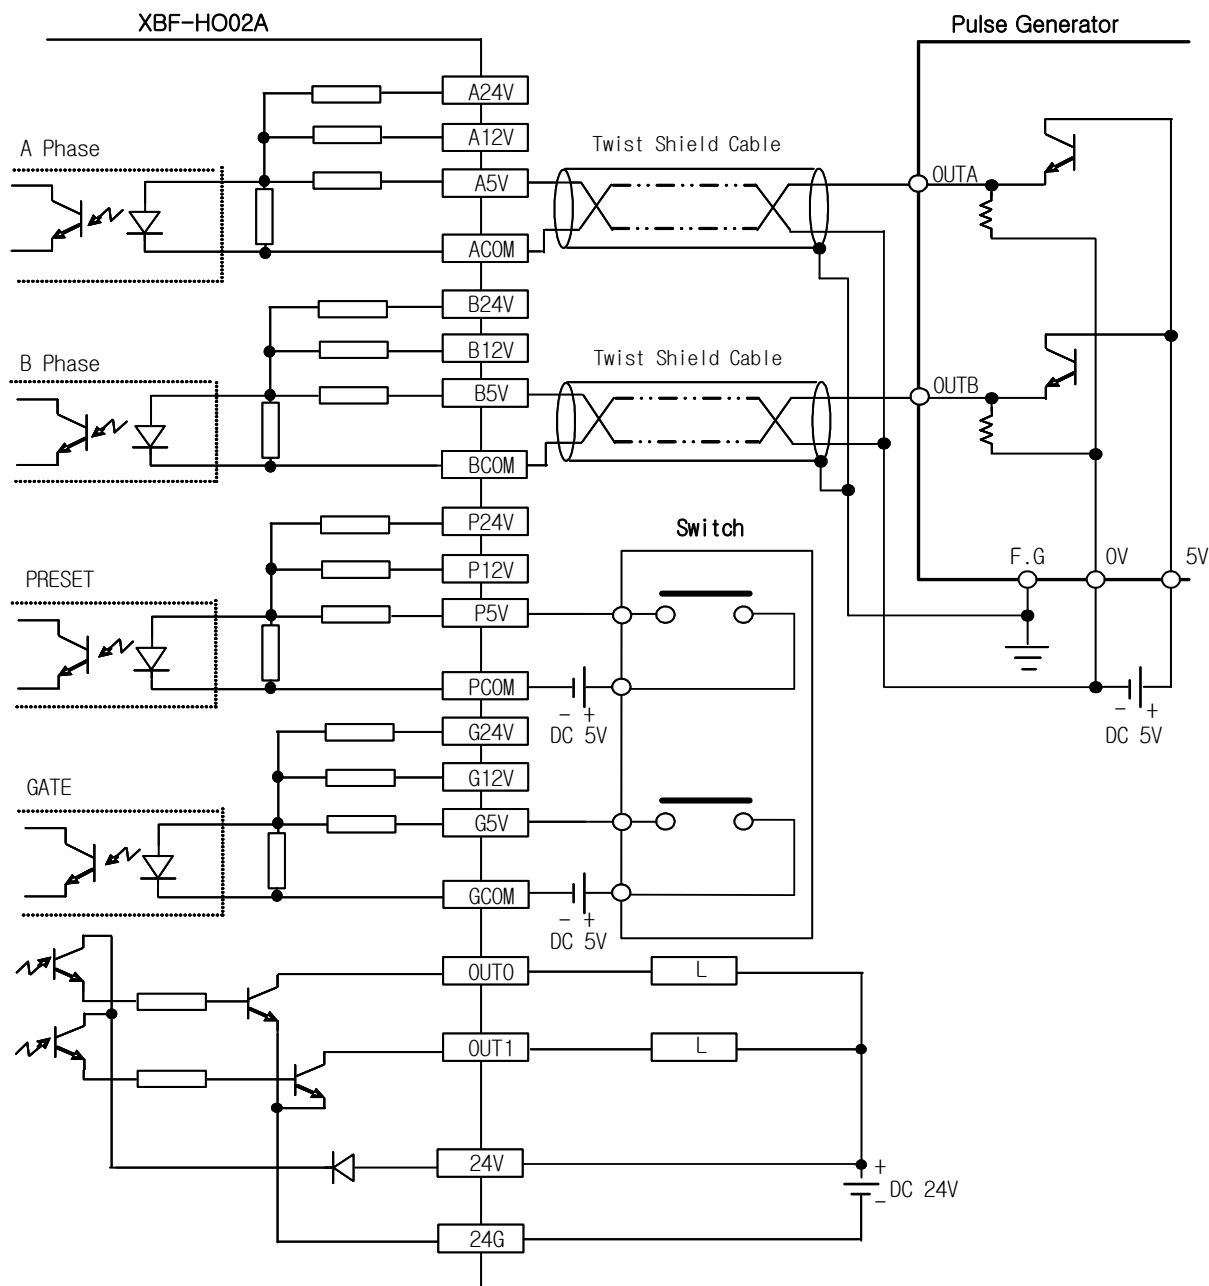 XBF-HO02A
Pulse Generator
A24V
A12V
A Phase
Twist Shield Cable
A5V
OUTA
ACOM
B24V
B12V
B Phase
Twist Shield Cable
B5V
OUTB
BCOM
P24V
Switch
P12V
F.G
0V
5V
PRESET
P5V
PCOM
- +
DC 5V
- +
DC 5V
G24V
G12V
GATE
G5V
GCOM
- +
DC 5V
OUT0
L
OUT1
L
24V
+
DC 24V
-
24G